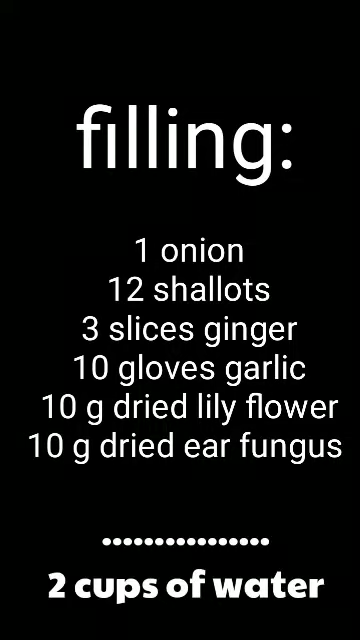 filling:
1 onion
12 shallots
3 slices ginger
10 gloves garlic
10 g dried lily flower
10 g dried ear fungus
................
2 cups of water